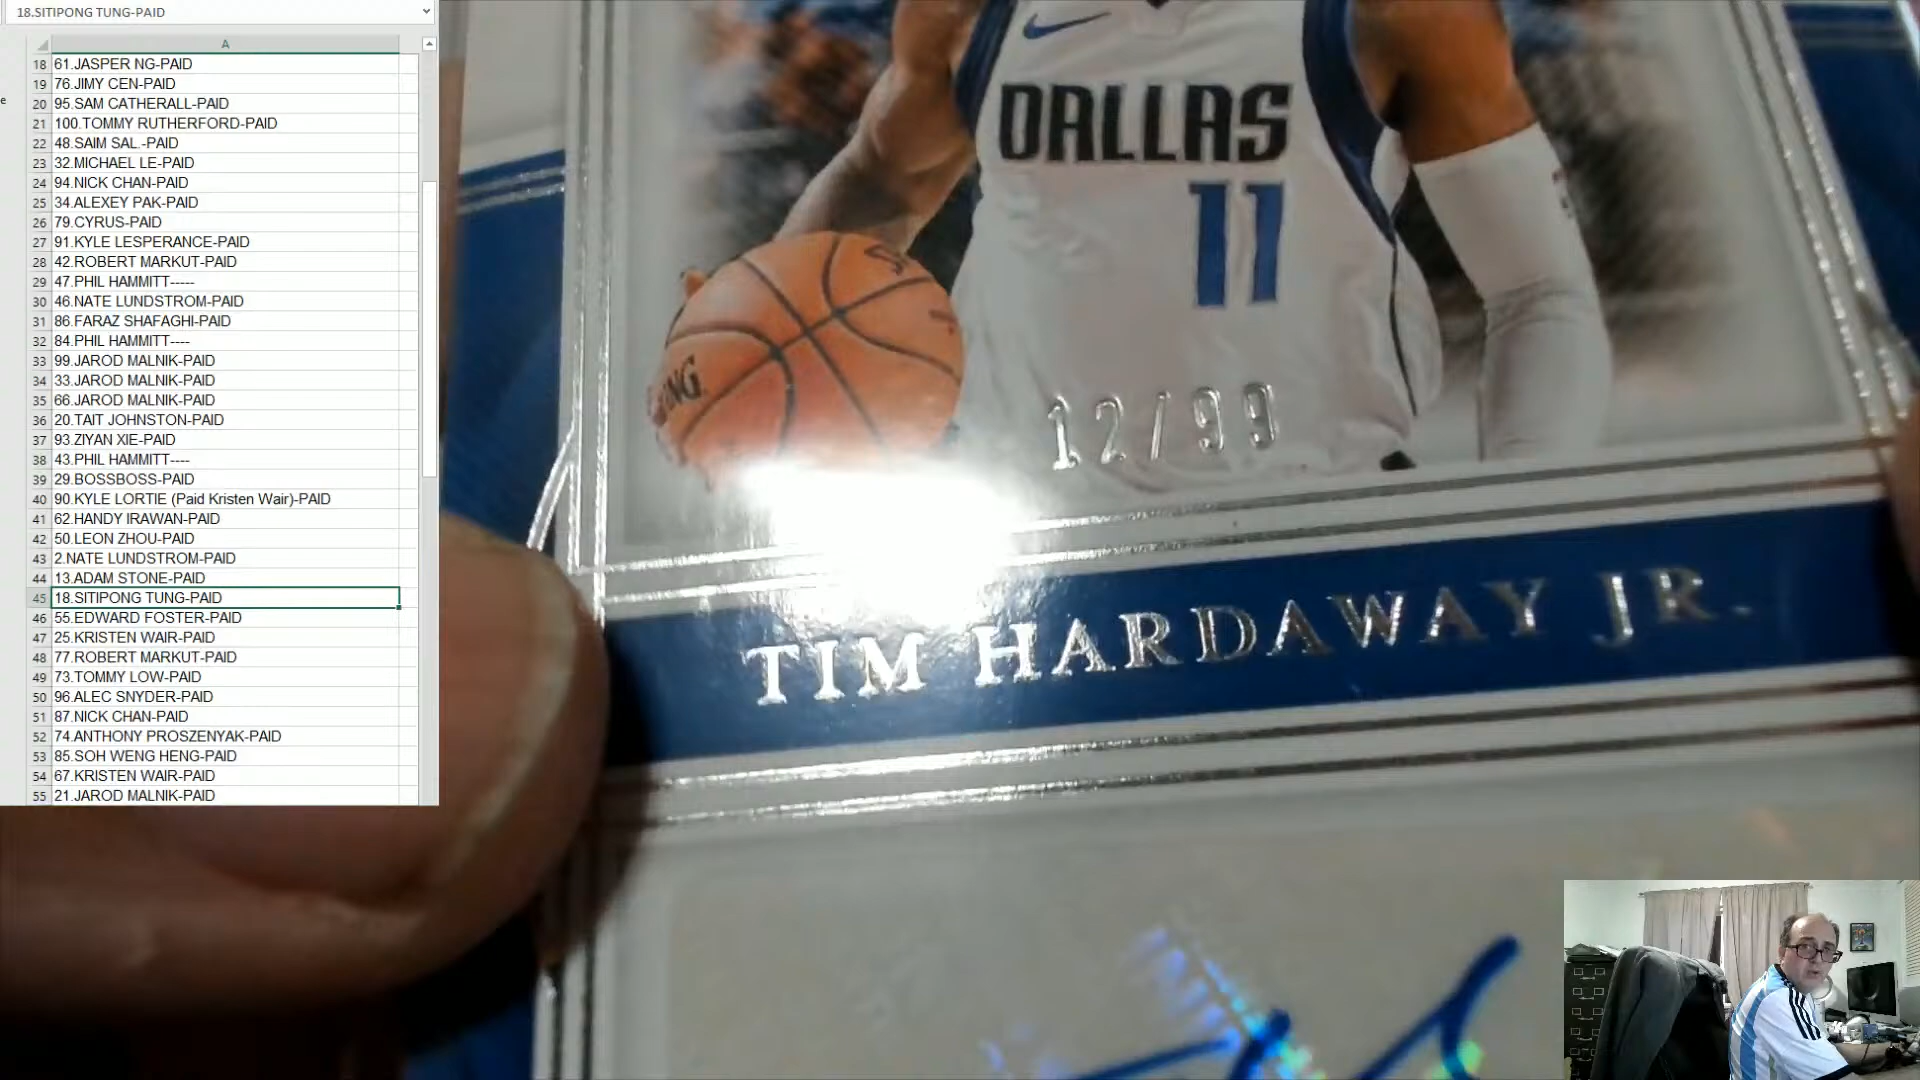 18.SITIPONG TUNG-PAID
A
18 61.JASPER NG-PAID
19 76.JIMY CEN-PAID
20 95.SAM CATHERALL-PAID
21 100.TOMMY RUTHERFORD-PAID
22 48.SAIM SAL.-PAID
23 32.MICHAEL LE-PAID
24 94.NICK CHAN-PAID
25 34.ALEXEY PAK-PAID
26 79.CYRUS-PAID
27 91.KYLE LESPERANCE-PAID
28 42.ROBERT MARKUT-PAID
29 47.PHIL HAMMITT-----
30 46.NATE LUNDSTROM-PAID
31 86.FARAZ SHAFAGHI-PAID
32 84.PHIL HAMMITT----
33 99.JAROD MALNIK-PAID
34 33.JAROD MALNIK-PAID
35 66.JAROD MALNIK-PAID
36 20.TAIT JOHNSTON-PAID
37 93.ZIYAN XIE-PAID
38 43.PHIL HAMMITT----
39 29.BOSSBOSS-PAID
40 90.KYLE LORTIE (Paid Kristen Wair)-PAID
41 62.HANDY IRAWAN-PAID
42 50.LEON ZHOU-PAID
43 2.NATE LUNDSTROM-PAID
44 13.ADAM STONE-PAID
45 18.SITIPONG TUNG-PAID
46 55.EDWARD FOSTER-PAID
47 25.KRISTEN WAIR-PAID
48 77.ROBERT MARKUT-PAID
49 73.TOMMY LOW-PAID
50 96.ALEC SNYDER-PAID
51 87.NICK CHAN-PAID
52 74.ANTHONY PROSZENYAK-PAID
53 85.SOH WENG HENG-PAID
54 67.KRISTEN WAIR-PAID
55 21.JAROD MALNIK-PAID
DALLAS
11
12/99
TIM HARDAWAY JR.